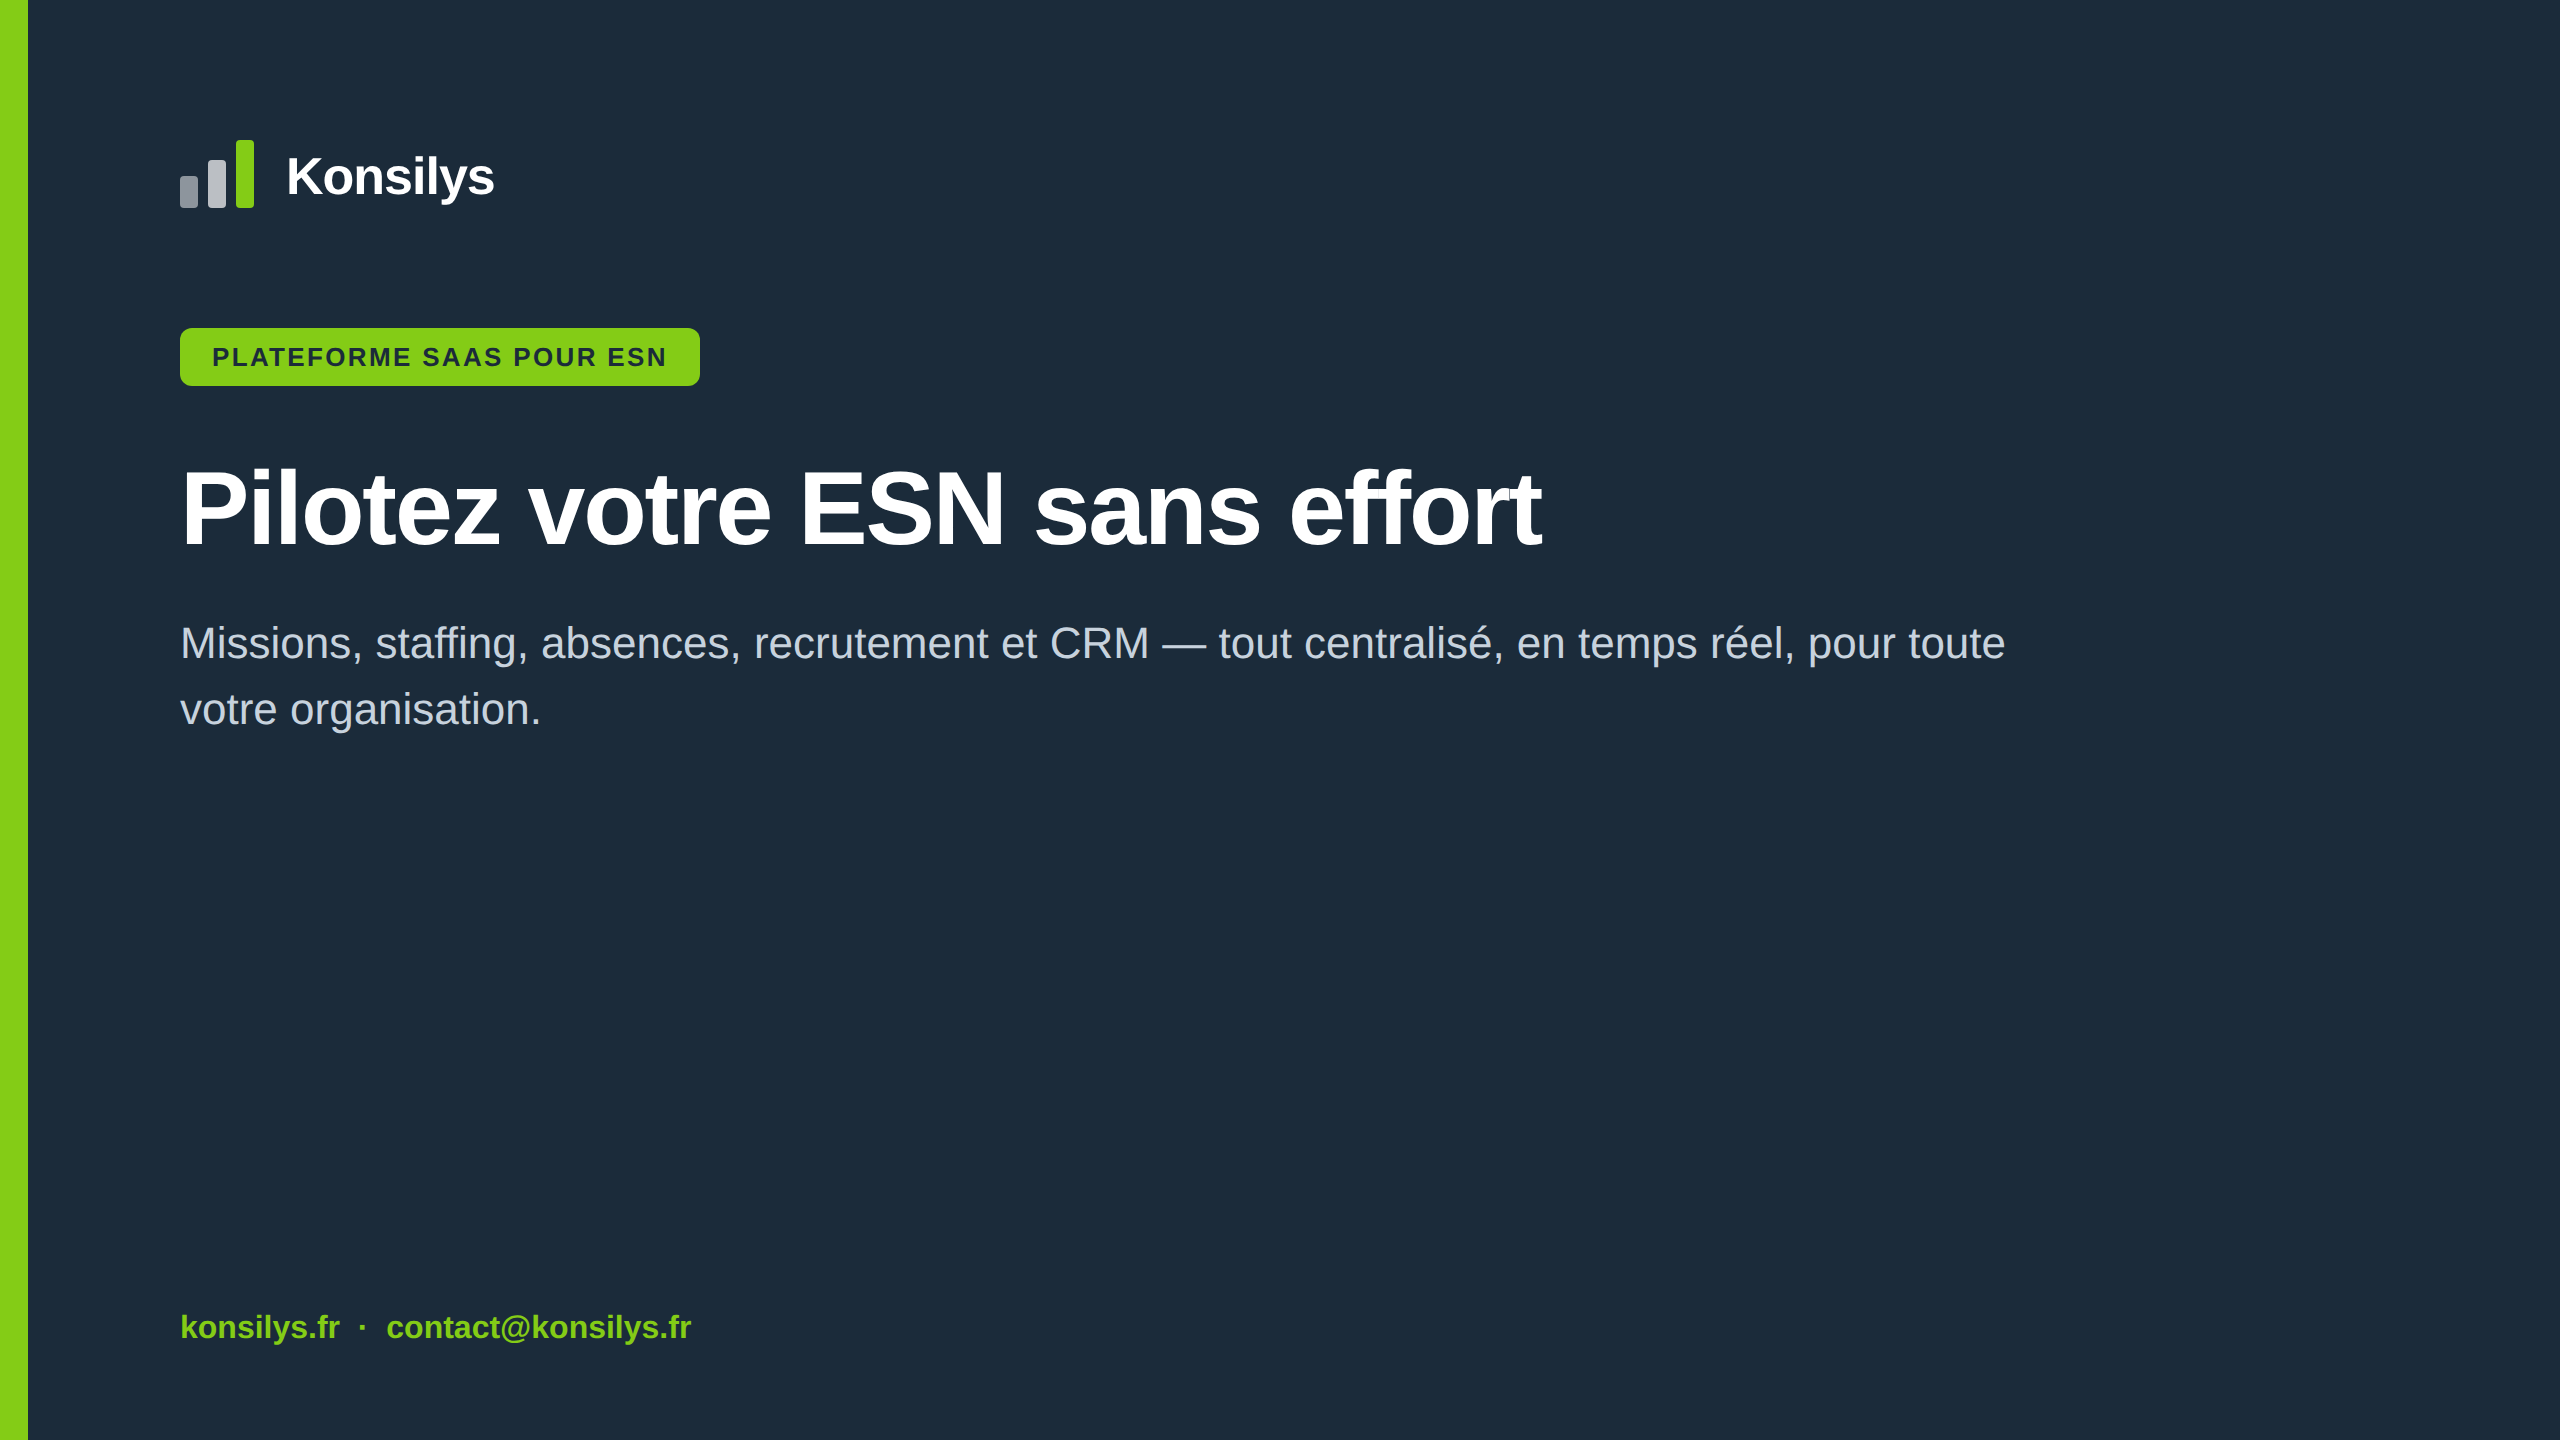 Konsilys
PLATEFORME SAAS POUR ESN
Pilotez votre ESN sans effort
Missions, staffing, absences, recrutement et CRM — tout centralisé, en temps réel, pour toute
votre organisation.
konsilys.fr · contact@konsilys.fr